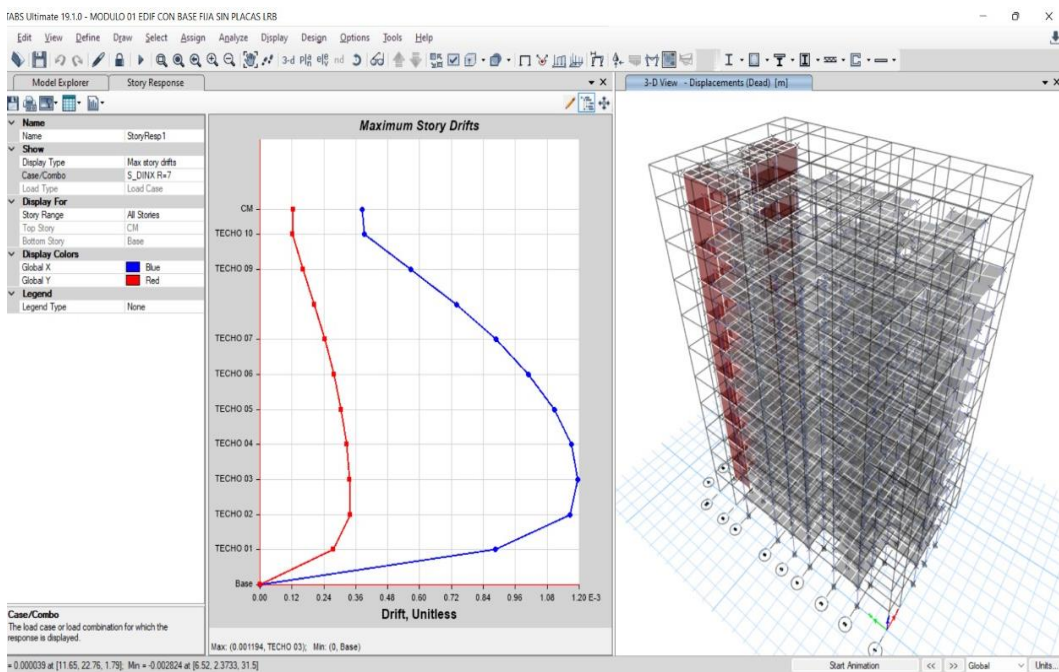 TABS Ultimate 19.1.0 - MODULO 01 EDIF CON BASE FIJA SIN PLACAS LRB
Edit View Define Draw Select Assign Analyze Display Design Options Tools Help
3-d
nd
Model Explorer
Story Response
3-D View - Displacements (Dead) [m]
Name
Name StoryResp1
Show
Display Type Max story drifts
Case/Combo S_DINX R=7
Load Type Load Case
Display For
Story Range All Stories
Top Story CM
Bottom Story Base
Display Colors
Global X Blue
Global Y Red
Legend
Legend Type None
Maximum Story Drifts
CM
TECHO 10
TECHO 09
TECHO 07
TECHO 06
TECHO 05
TECHO 04
TECHO 03
TECHO 02
TECHO 01
Base
0.00 0.12 0.24 0.36 0.48 0.60 0.72 0.84 0.96 1.08 1.20 E-3
Drift, Unitless
Max: (0.001194, TECHO 03); Min: (0, Base)
Case/Combo
The load case or load combination for which the
response is displayed.
= 0.000039 at [11.65, 22.76, 1.79]; Min = -0.002824 at [6.52, 2.3733, 31.5]
Start Animation
<< >>
Global
Units...